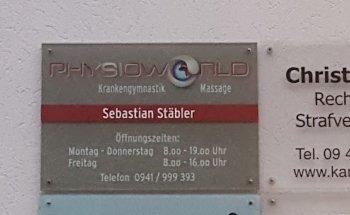 PHYSIOWORLD
Krankengymnastik Massage
Sebastian Stäbler
Öffnungszeiten:
Montag - Donnerstag 8.00 - 19.00 Uhr
Freitag 8.00 - 16.00 Uhr
Telefon 0941 / 999 393
Christ
Rech
Strafve
Tel. 09 4
www.kar